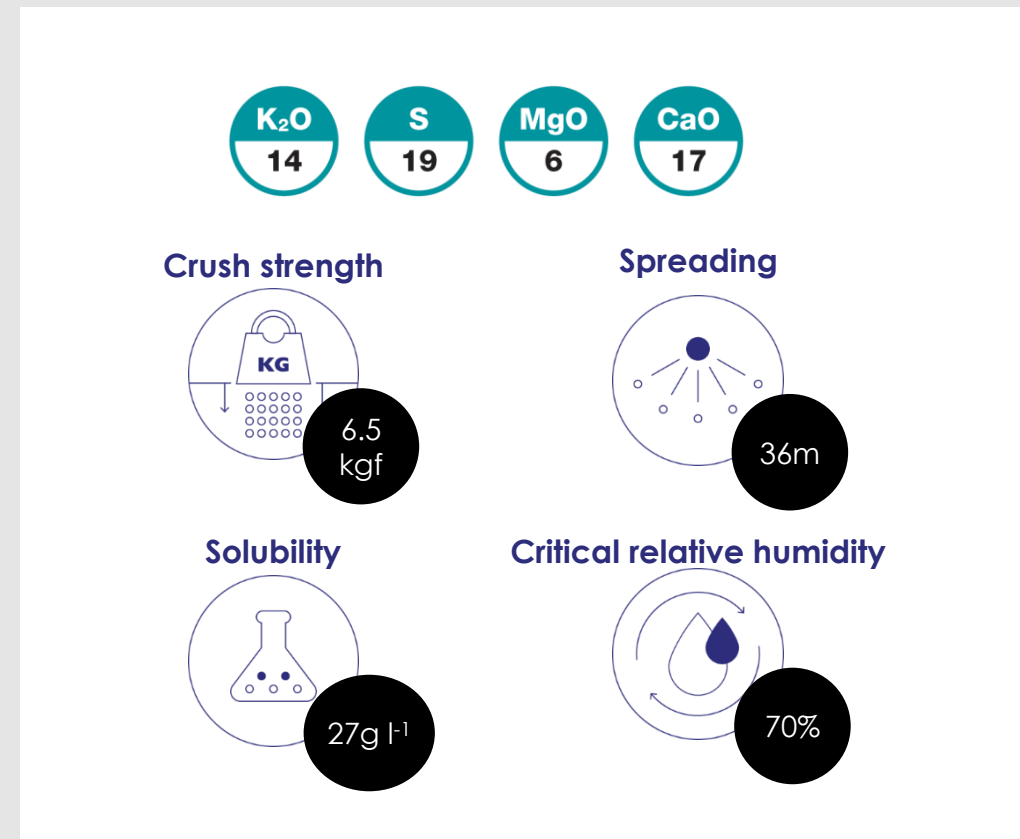 K₂O
14
S
19
MgO
6
CaO
17
Crush strength
KG
6.5
kgf
Spreading
36m
Solubility
27g l⁻¹
Critical relative humidity
70%